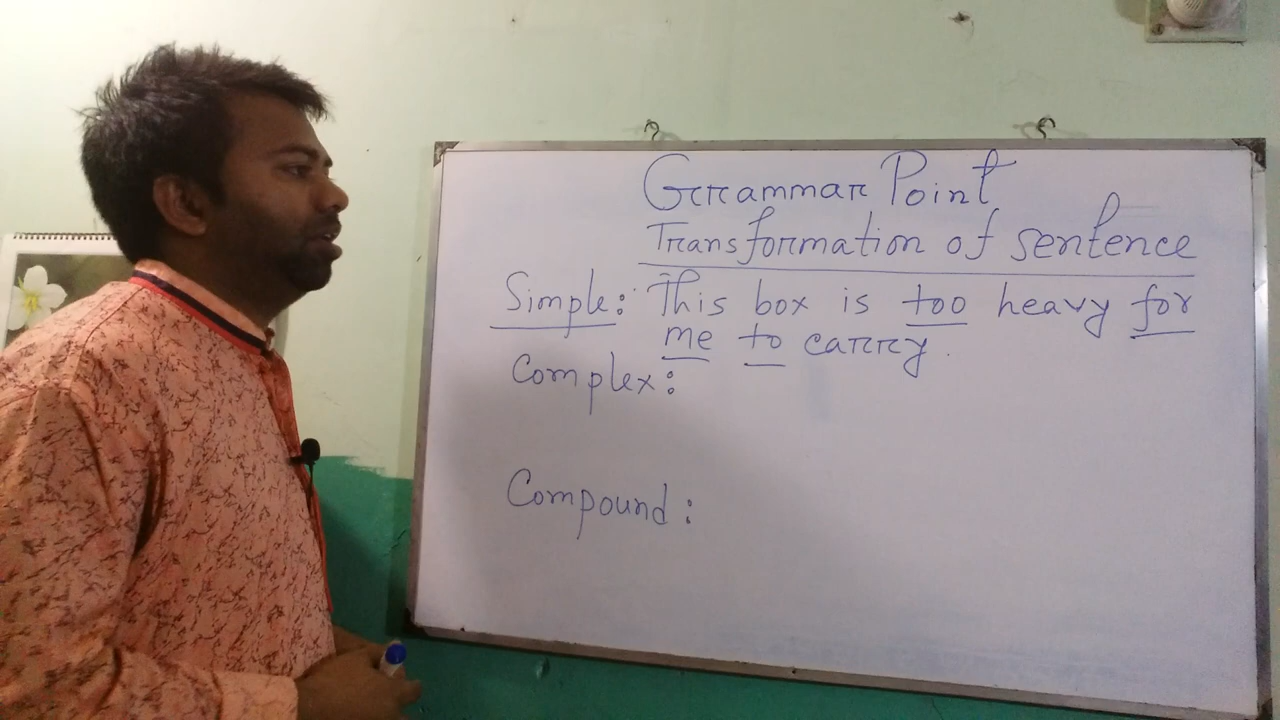 Grammar Point
Transformation of sentence
Simple: This box is too heavy for
me to carry.
Complex:
Compound: